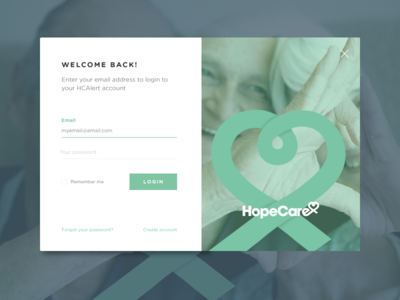 WELCOME BACK!
Enter your email address to login to
your HCAlert account
Email
myemail@email.com
Your password
Remember me
LOGIN
HopeCare
Forgot your password?
Create account